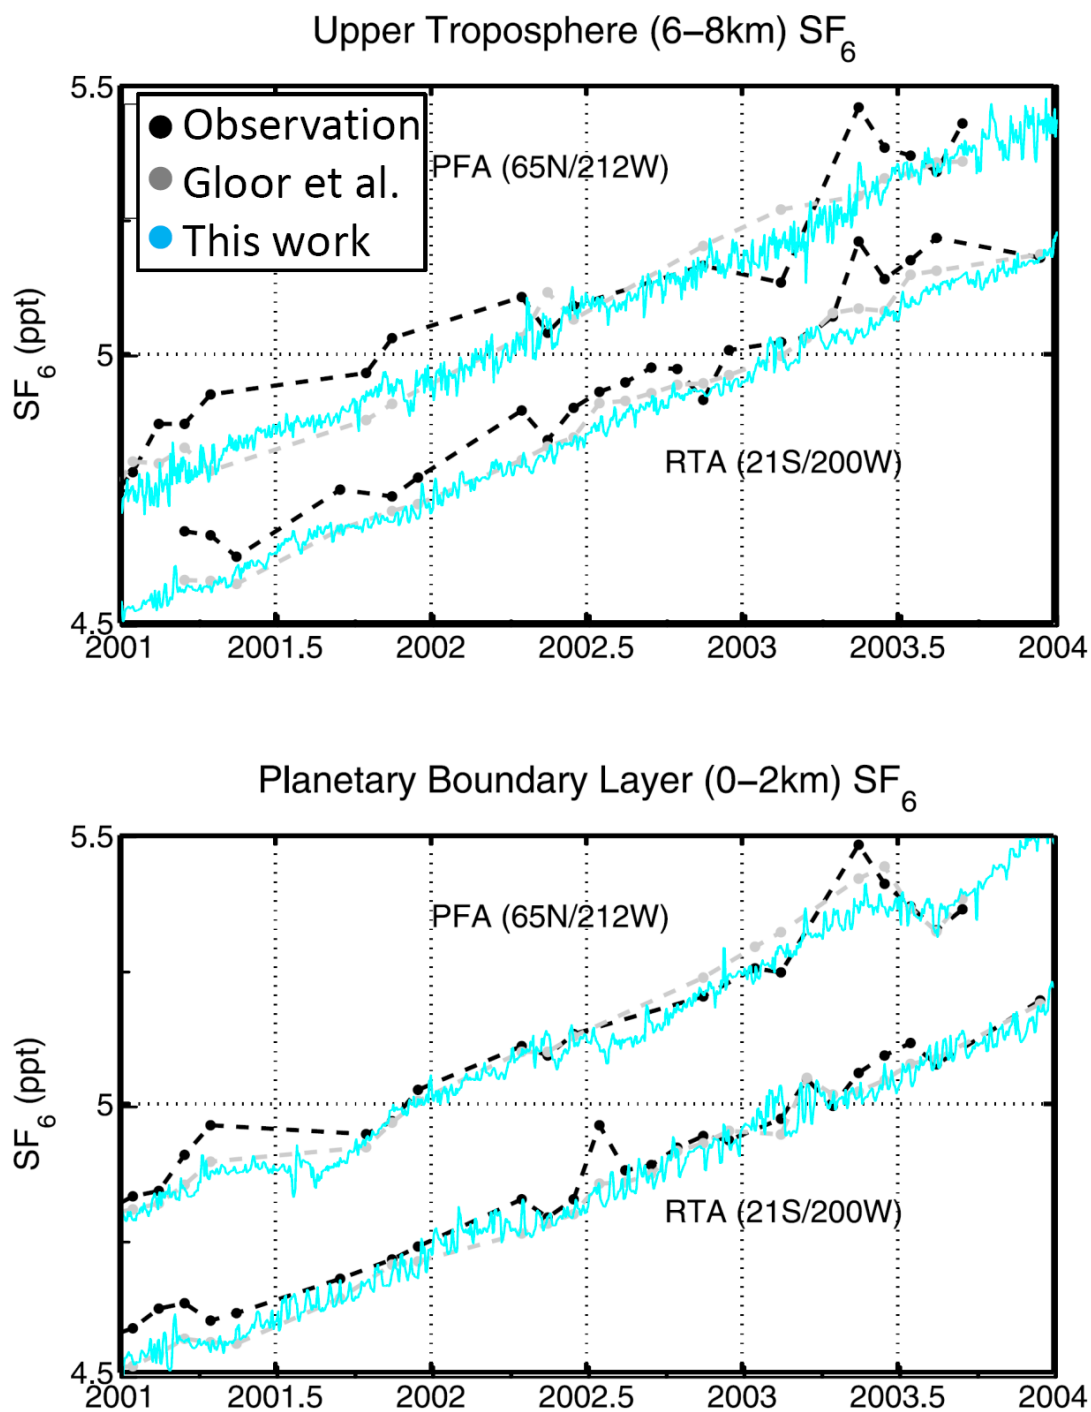 Upper Troposphere (6−8km) SF6
5.5
Observation
PFA (65N/212W)
Gloor et al.
This work
SF6 (ppt)
5
RTA (21S/200W)
4.5
2001 2001.5 2002 2002.5 2003 2003.5 2004
Planetary Boundary Layer (0−2km) SF6
5.5
PFA (65N/212W)
SF6 (ppt)
5
RTA (21S/200W)
4.5
2001 2001.5 2002 2002.5 2003 2003.5 2004